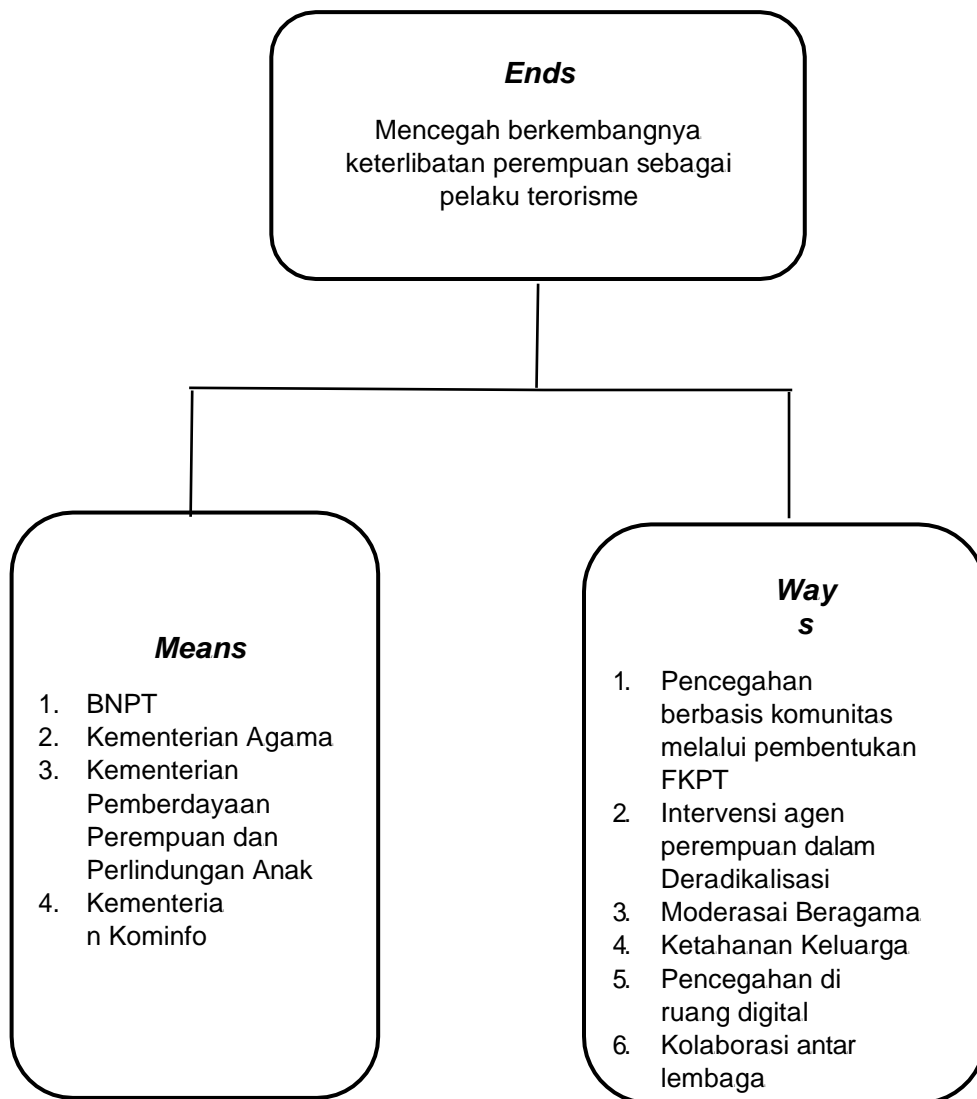 Ends
Mencegah berkembangnya
keterlibatan perempuan sebagai
pelaku terorisme
Means
1. BNPT
2. Kementerian Agama
3. Kementerian
Pemberdayaan
Perempuan dan
Perlindungan Anak
4. Kementeria
n Kominfo
Way
s
1. Pencegahan
berbasis komunitas
melalui pembentukan
FKPT
2. Intervensi agen
perempuan dalam
Deradikalisasi
3. Moderasai Beragama
4. Ketahanan Keluarga
5. Pencegahan di
ruang digital
6. Kolaborasi antar
lembaga